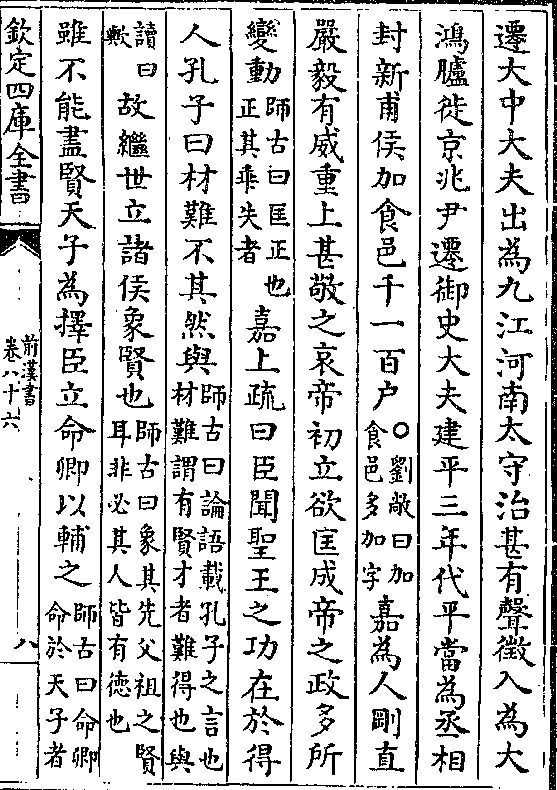 遷大中大夫出為九江河南太守治甚有聲徵入為大
鴻臚徙京兆尹遷御史大夫建平三年代平當為丞相
封新甫侯加食邑千一百户○劉敞曰加食邑多加字嘉為人剛直
嚴毅有威重上甚敬之哀帝初立欲匡成帝之政多所
變動師古曰匡正也正其乖失者嘉上疏曰臣聞聖王之功在於得
人孔子曰材難不其然與師古曰論語載孔子之言也材難謂有賢才者難得也與
讀曰歟故繼世立諸侯象賢也師古曰象其先父祖之賢耳非必其人皆有德也
雖不能盡賢天子為擇臣立命卿以輔之師古曰命卿命於天子者
欽定四庫全書
前漢書
卷八十六
八